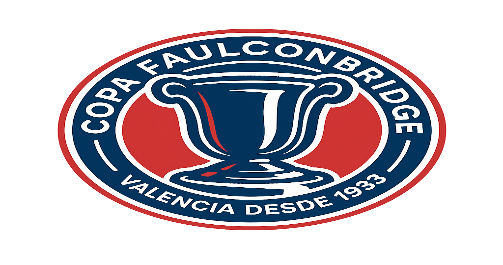 COPA FAULCONBRIDGE
VALENCIA DESDE 1933